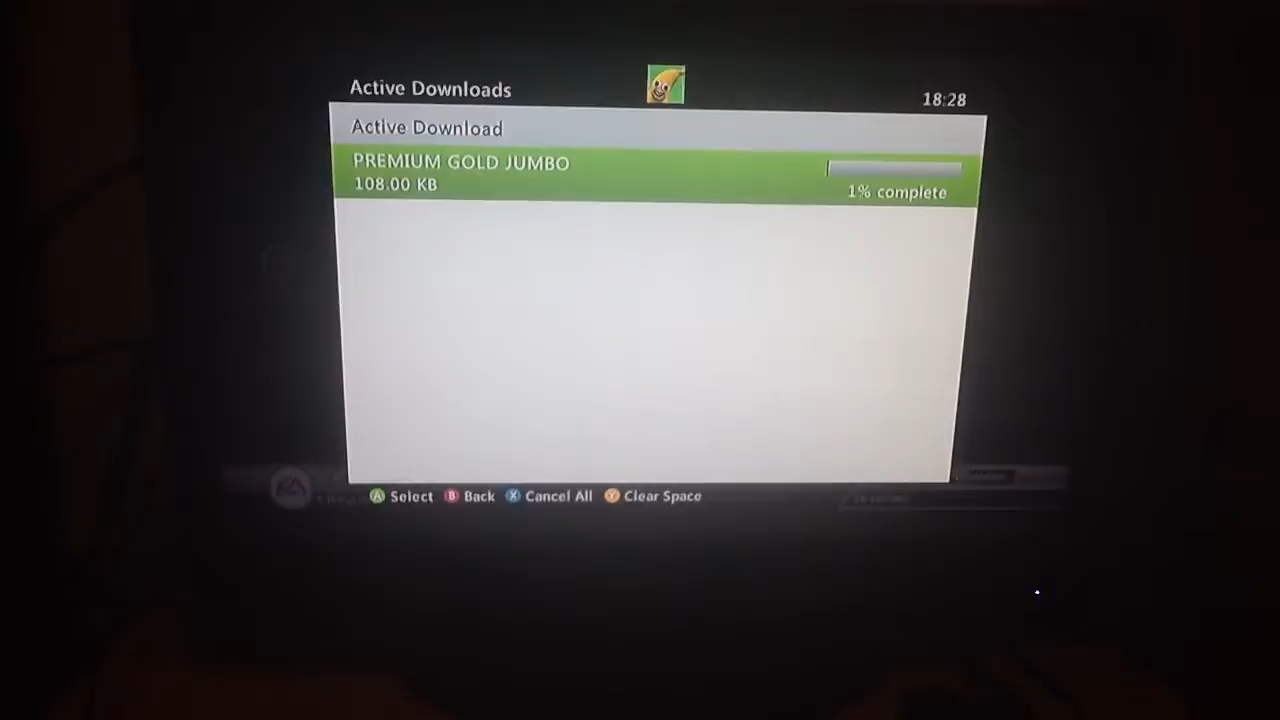 Active Downloads
18:28
Active Download
PREMIUM GOLD JUMBO
108.00 KB
1% complete
EA
A Select B Back X Cancel All Y Clear Space